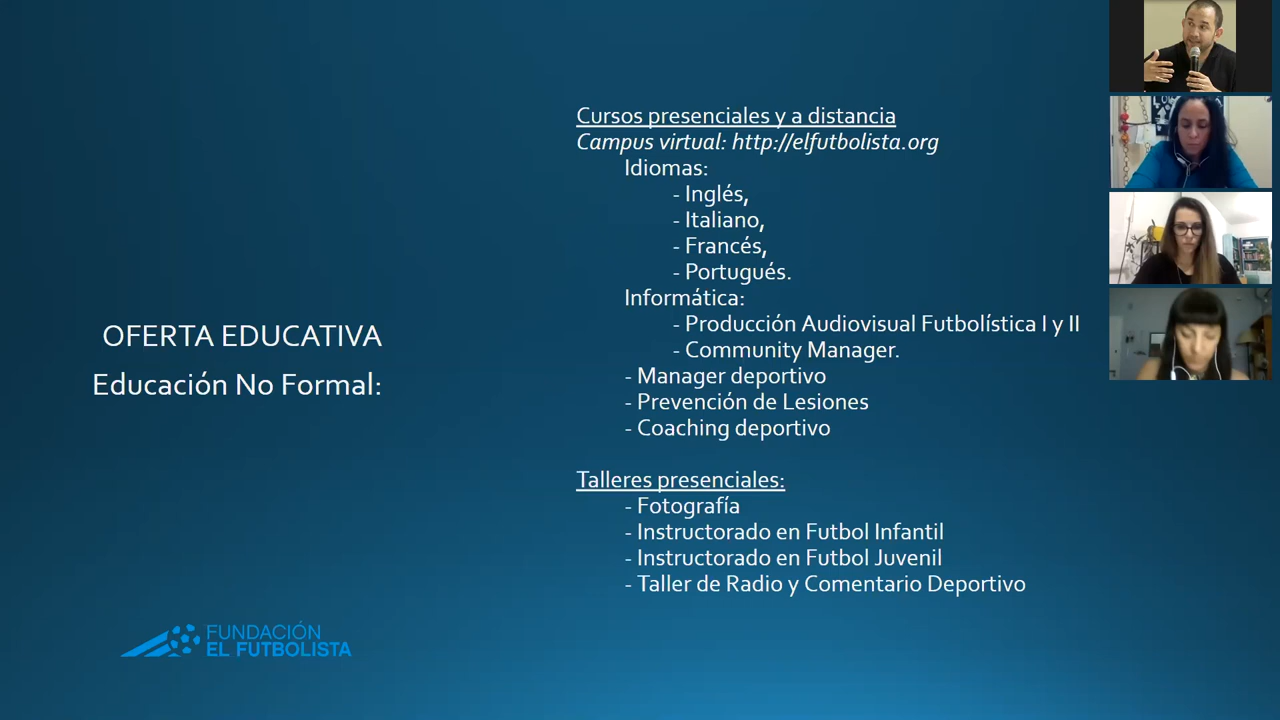 OFERTA EDUCATIVA
Educación No Formal:
Cursos presenciales y a distancia
Campus virtual: http://elfutbolista.org
Idiomas:
- Inglés,
- Italiano,
- Francés,
- Portugués.
Informática:
- Producción Audiovisual Futbolística I y II
- Community Manager.
- Manager deportivo
- Prevención de Lesiones
- Coaching deportivo
Talleres presenciales:
- Fotografía
- Instructorado en Futbol Infantil
- Instructorado en Futbol Juvenil
- Taller de Radio y Comentario Deportivo
FUNDACIÓN
EL FUTBOLISTA